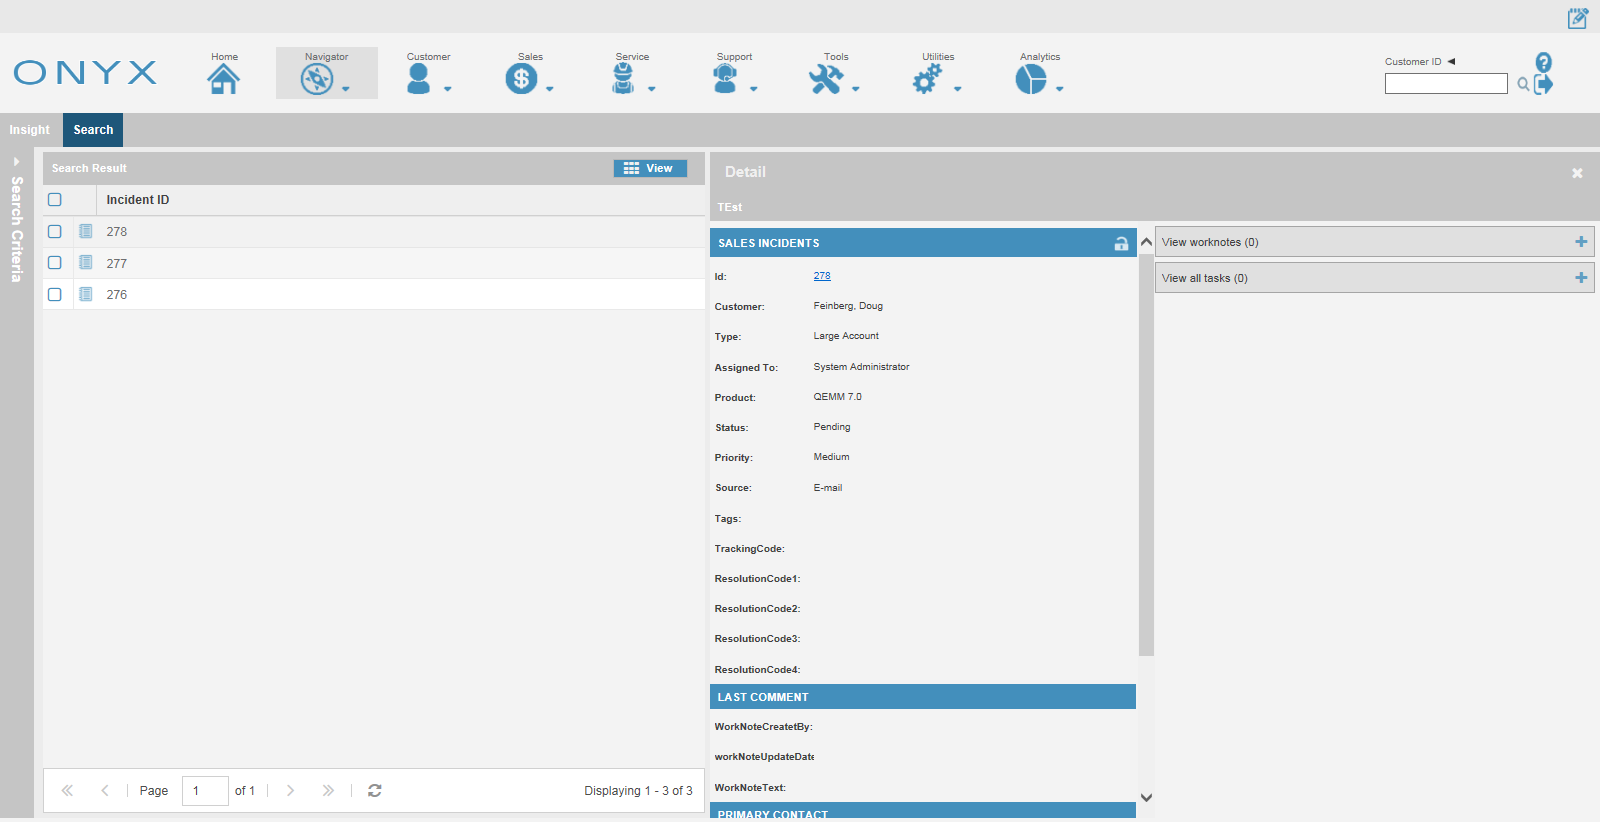 ONYX
Home
Navigator
Customer
Sales
Service
Support
Tools
Utilities
Analytics
Customer ID
Insight
Search
Search Criteria
Search Result
View
Incident ID
278
277
276
Page 1 of 1
Displaying 1 - 3 of 3
Detail
TEst
SALES INCIDENTS
Id: 278
Customer: Feinberg, Doug
Type: Large Account
Assigned To: System Administrator
Product: QEMM 7.0
Status: Pending
Priority: Medium
Source: E-mail
Tags:
TrackingCode:
ResolutionCode1:
ResolutionCode2:
ResolutionCode3:
ResolutionCode4:
LAST COMMENT
WorkNoteCreatetBy:
workNoteUpdateDate
WorkNoteText:
PRIMARY CONTACT
View worknotes (0)
View all tasks (0)